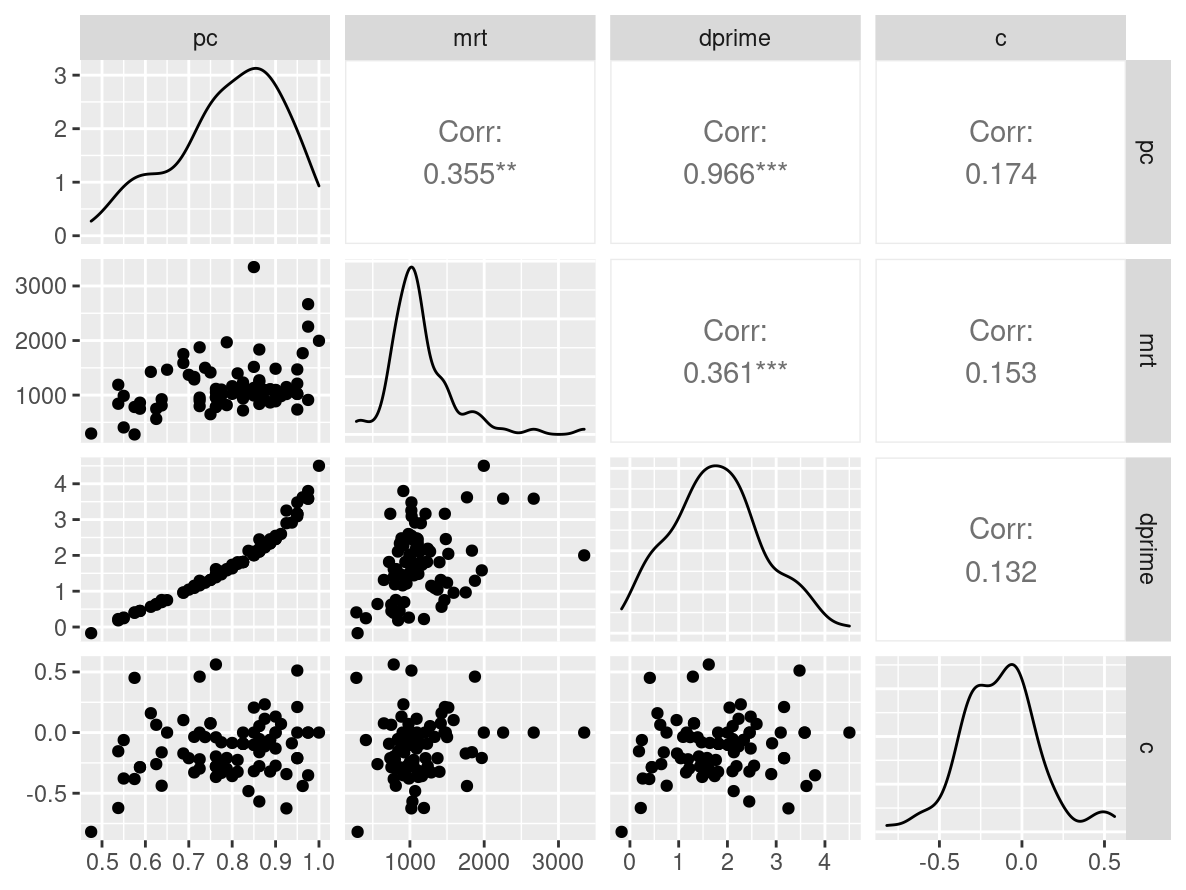 pc mrt dprime c
3
2
1
0
Corr:
0.355**
Corr:
0.966***
Corr:
0.174
pc
3000
2000
1000
Corr:
0.361***
Corr:
0.153
mrt
4
3
2
1
0
Corr:
0.132
dprime
0.5
0.0
-0.5
c
0.5 0.6 0.7 0.8 0.9 1.0
1000 2000 3000
0 1 2 3 4
-0.5 0.0 0.5